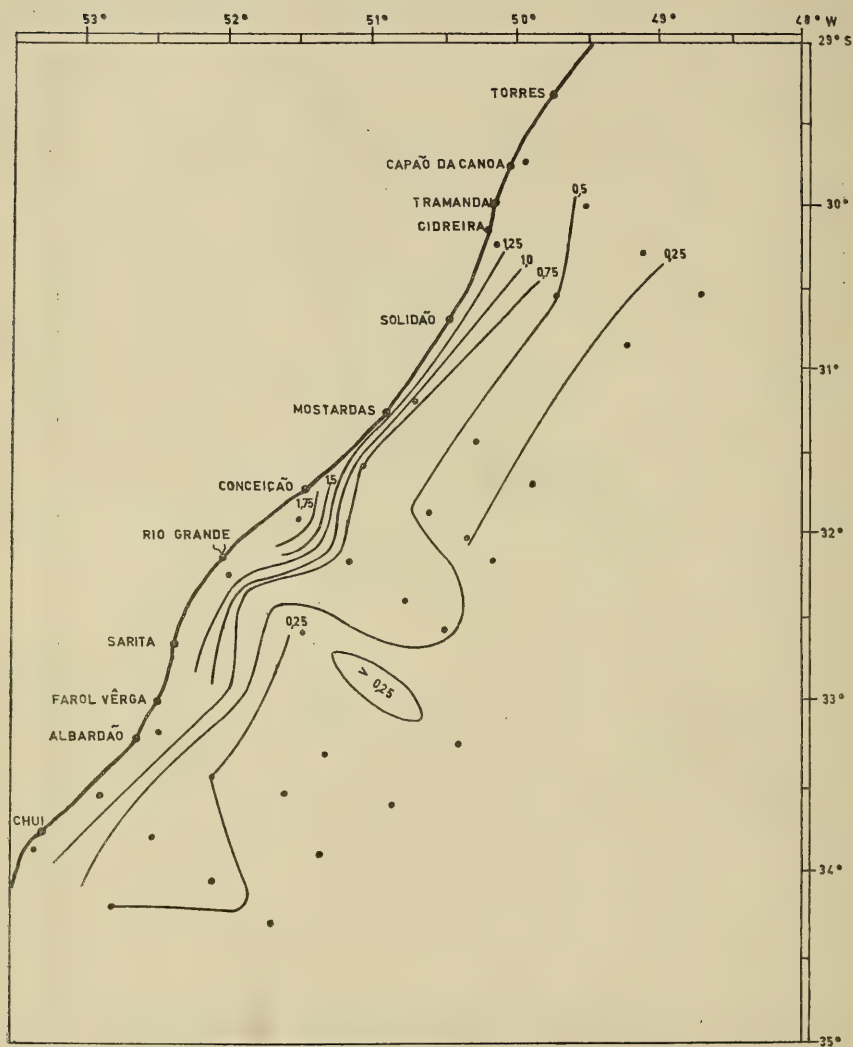 53° 52° 51° 50° 49° 48° W
29° S
TORRES
CAPÃO DA CANOA
TRAMANDAÍ
0,5
30°
CIDREIRA
1,25
1,0
0,75
0,25
SOLIDÃO
31°
MOSTARDAS
CONCEIÇÃO
1,5
1,75
32°
RIO GRANDE
0,25
SARITA
> 0,25
FAROL VÊRGA
33°
ALBARDÃO
CHUI
34°
35°